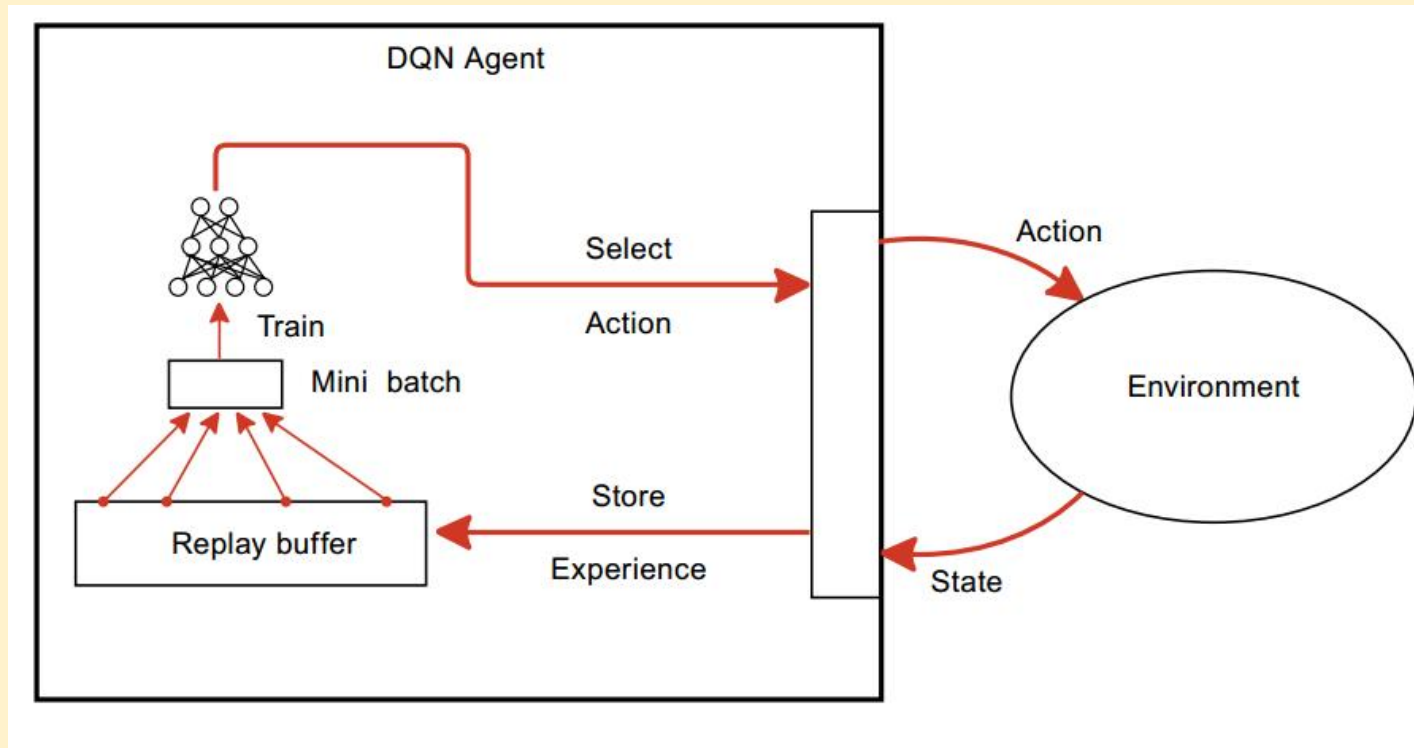 DQN Agent
Select
Action
Action
Train
Mini batch
Environment
Store
Replay buffer
Experience
State